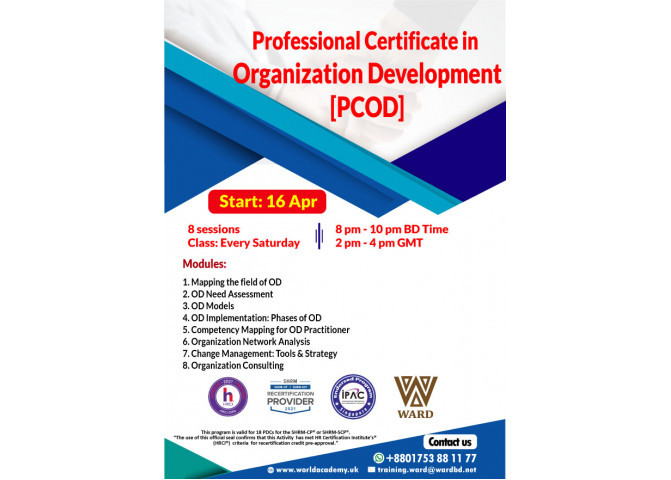 Professional Certificate in
Organization Development
[PCOD]
Start: 16 Apr
8 sessions
Class: Every Saturday
8 pm - 10 pm BD Time
2 pm - 4 pm GMT
Modules:
1. Mapping the field of OD
2. OD Need Assessment
3. OD Models
4. OD Implementation: Phases of OD
5. Competency Mapping for OD Practitioner
6. Organization Network Analysis
7. Change Management: Tools & Strategy
8. Organization Consulting
HRCI
SHRM
RECERTIFICATION
PROVIDER
2021
Endorsed Program
IPAC
Singapore
WARD
This program is valid for 18 PDCs for the SHRM-CP® or SHRM-SCP®.
"The use of this official seal confirms that this Activity has met HR Certification Institute's®
(HRCI®) criteria for recertification credit pre-approval."
Contact us
+8801753 88 11 77
www.worldacademy.uk
training.ward@wardbd.net